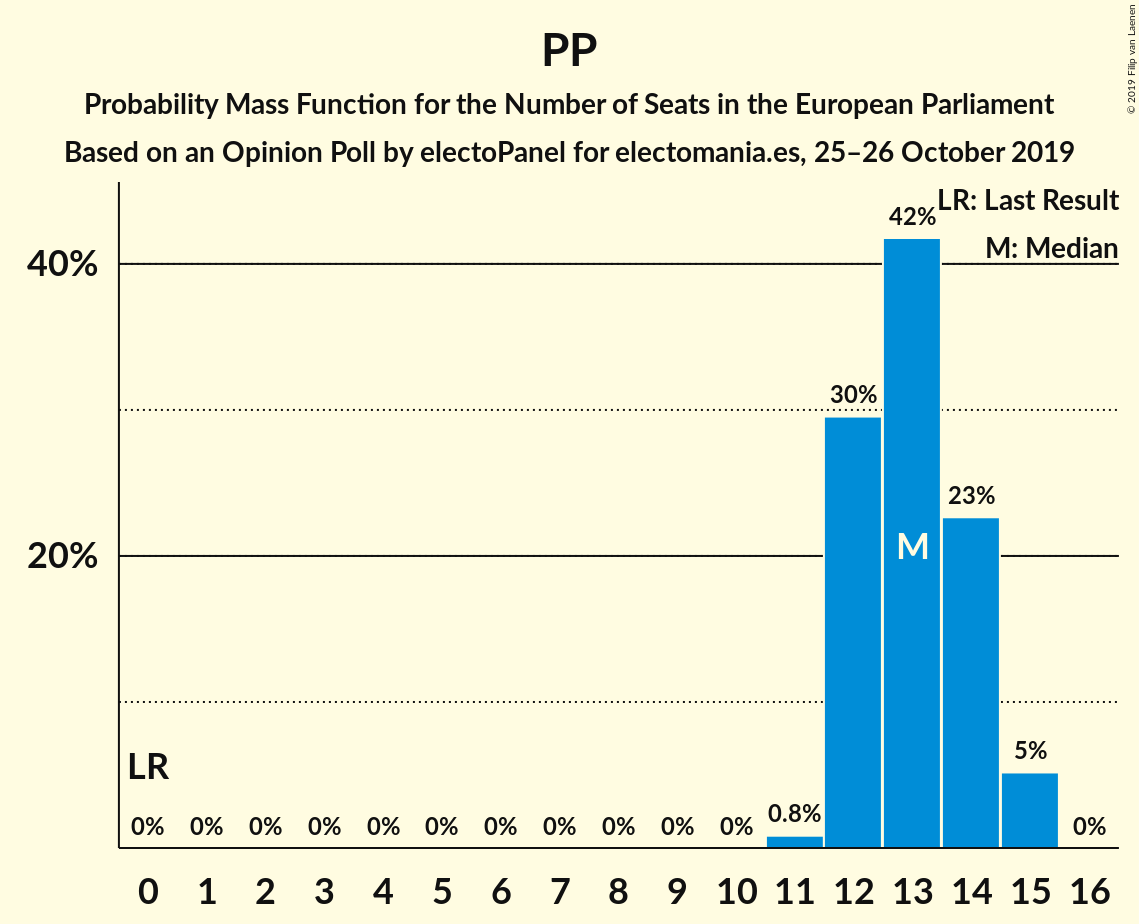 PP
Probability Mass Function for the Number of Seats in the European Parliament
Based on an Opinion Poll by electoPanel for electomania.es, 25–26 October 2019
© 2019 Filip van Laenen
LR: Last Result
M: Median
40%
20%
42%
30%
23%
M
5%
LR
0% 0% 0% 0% 0% 0% 0% 0% 0% 0% 0% 0.8% 0%
0 1 2 3 4 5 6 7 8 9 10 11 12 13 14 15 16